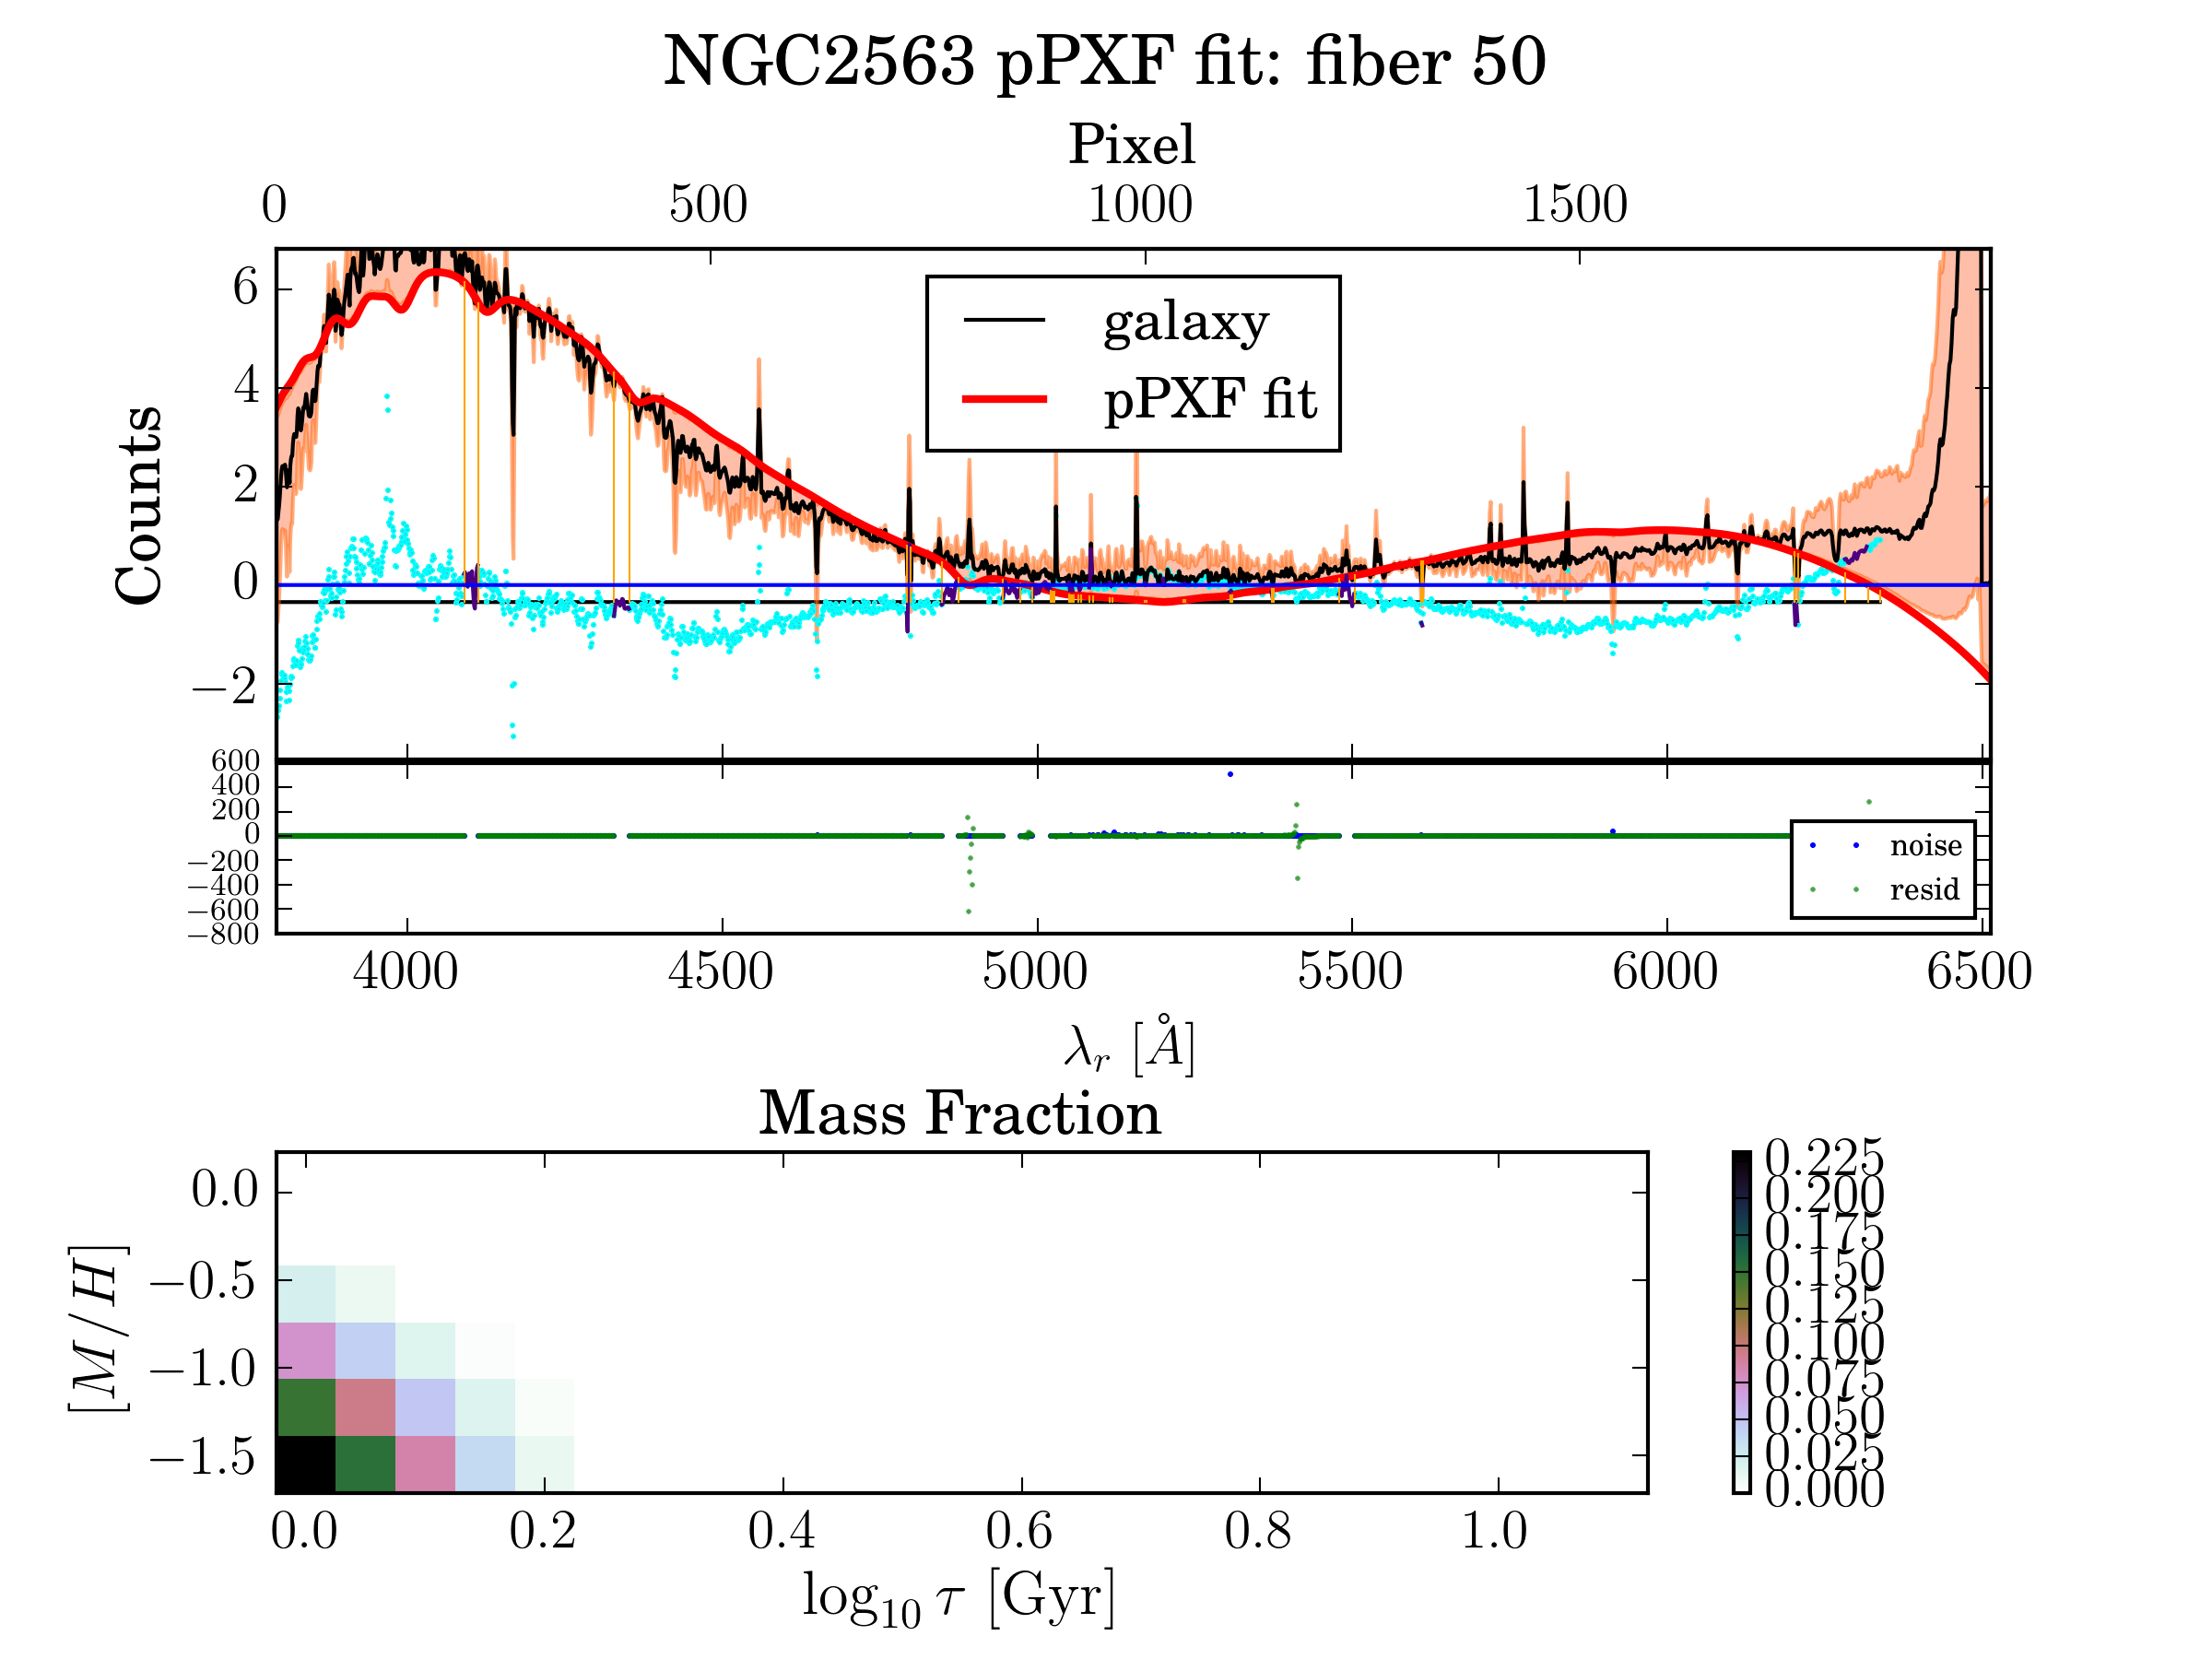 NGC2563 pPXF fit: fiber 50
Pixel
0 500 1000 1500
6
4
2
0
−2
Counts
galaxy
pPXF fit
600
400
200
0
−200
−400
−600
−800
noise
resid
4000 4500 5000 5500 6000 6500
λr [Å]
Mass Fraction
0.0
−0.5
−1.0
−1.5
[M/H]
0.225
0.200
0.175
0.150
0.125
0.100
0.075
0.050
0.025
0.000
0.0 0.2 0.4 0.6 0.8 1.0
log10 τ [Gyr]